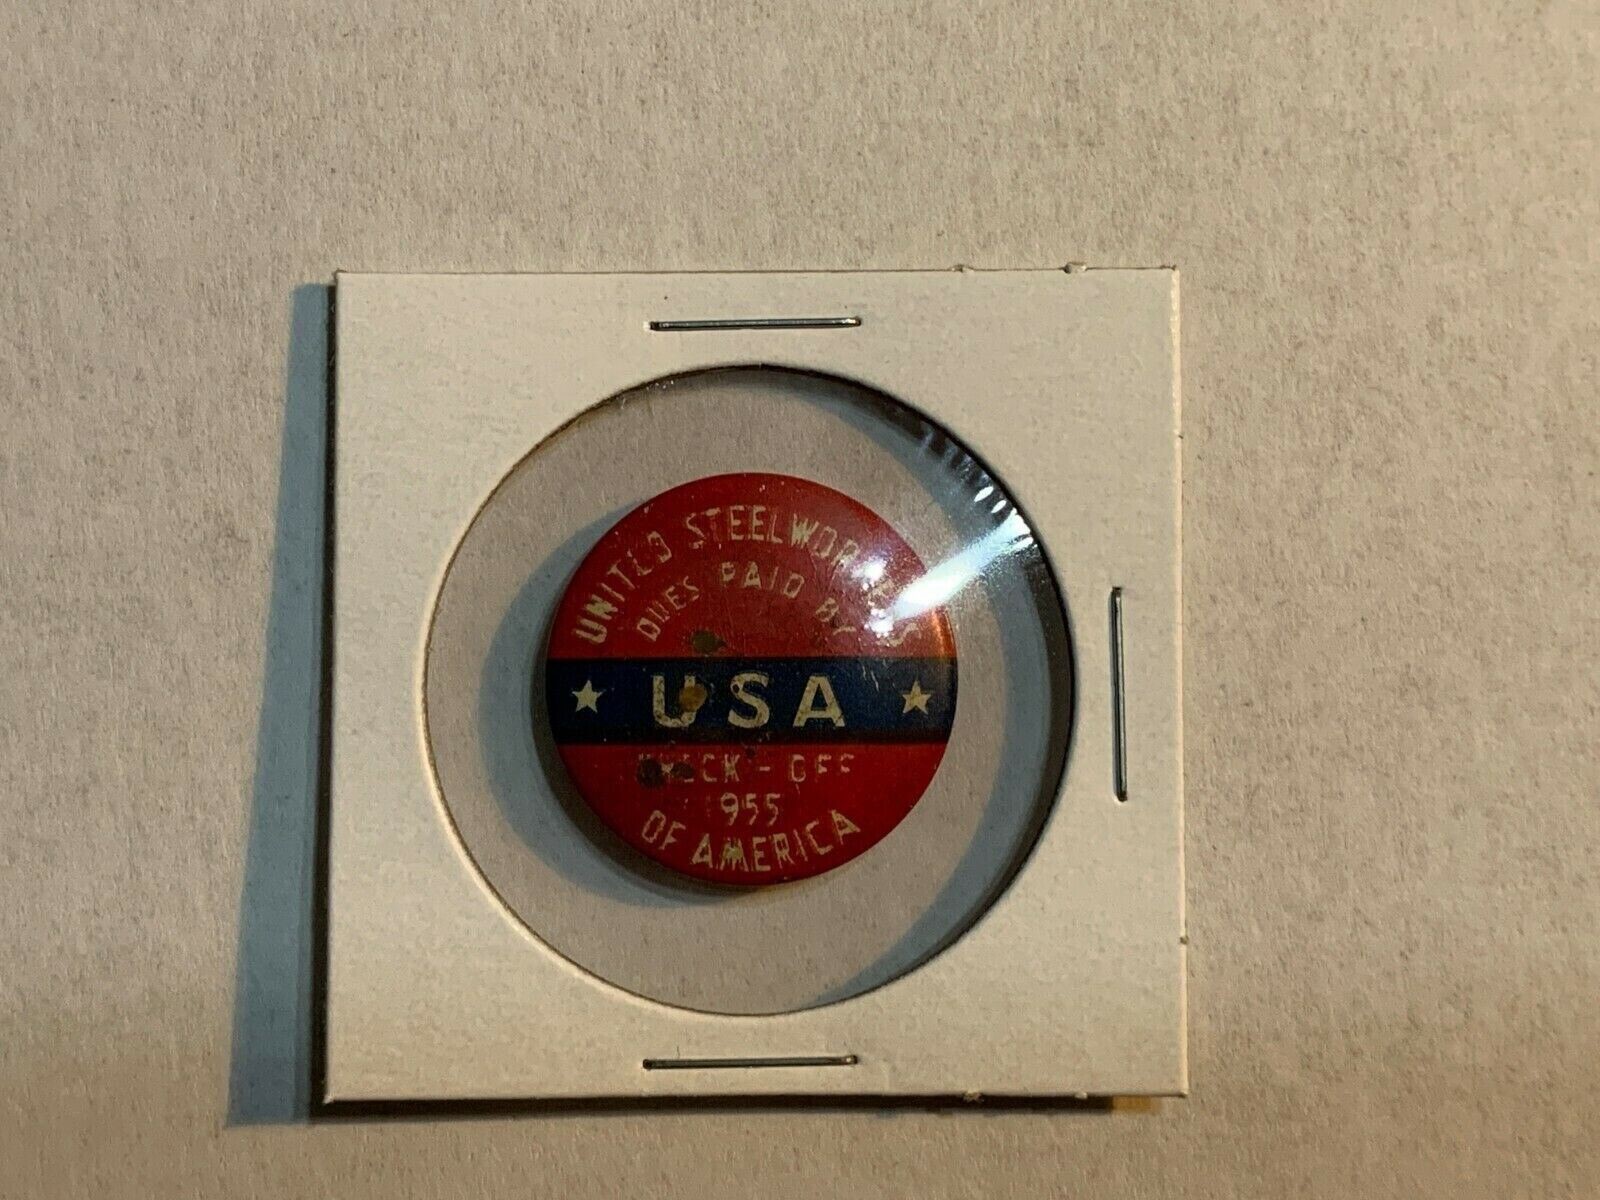 UNITED STEELWORKERS
DUES PAID BY
★ USA ★
CHECK-OFF
1955
OF AMERICA